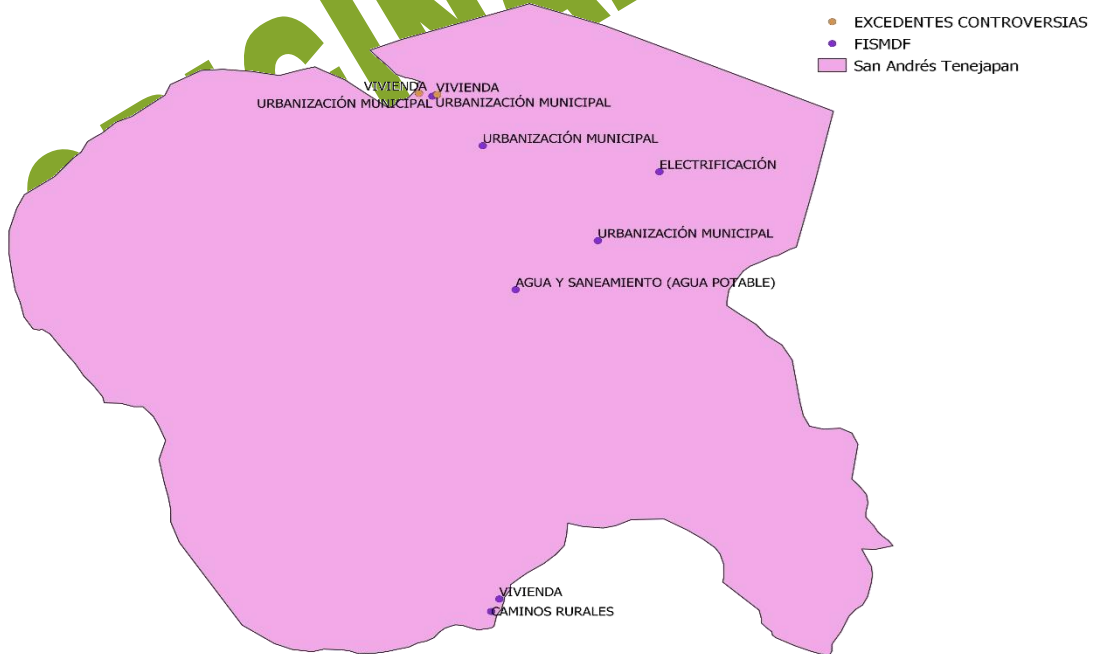 EXCEDENTES CONTROVERSIAS
FISMDF
San Andrés Tenejapan
VIVIENDA VIVIENDA
URBANIZACIÓN MUNICIPAL URBANIZACIÓN MUNICIPAL
URBANIZACIÓN MUNICIPAL
ELECTRIFICACIÓN
URBANIZACIÓN MUNICIPAL
AGUA Y SANEAMIENTO (AGUA POTABLE)
VIVIENDA
CAMINOS RURALES